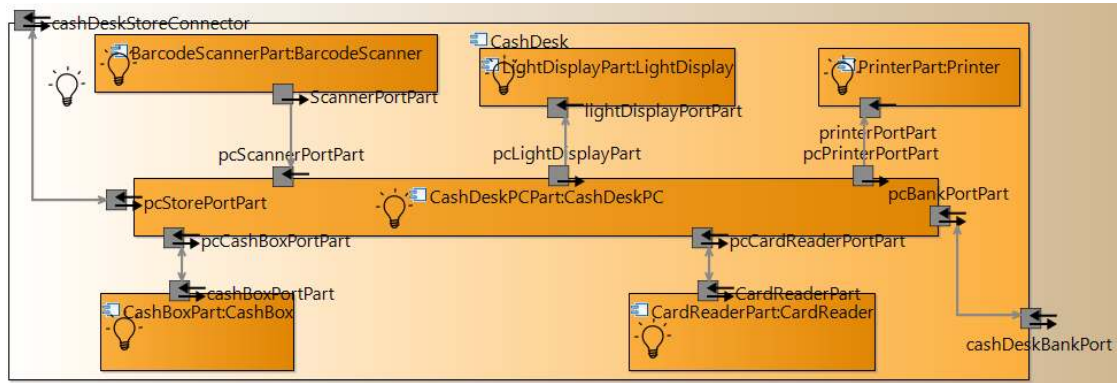 cashDeskStoreConnector
CashDesk
BarcodeScannerPart:BarcodeScanner
LightDisplayPart:LightDisplay
PrinterPart:Printer
ScannerPortPart
lightDisplayPortPart
printerPortPart
pcScannerPortPart
pcLightDisplayPart
pcPrinterPortPart
pcStorePortPart
CashDeskPCPart:CashDeskPC
pcBankPortPart
pcCashBoxPortPart
pcCardReaderPortPart
cashBoxPortPart
CardReaderPart
CashBoxPart:CashBox
CardReaderPart:CardReader
cashDeskBankPort